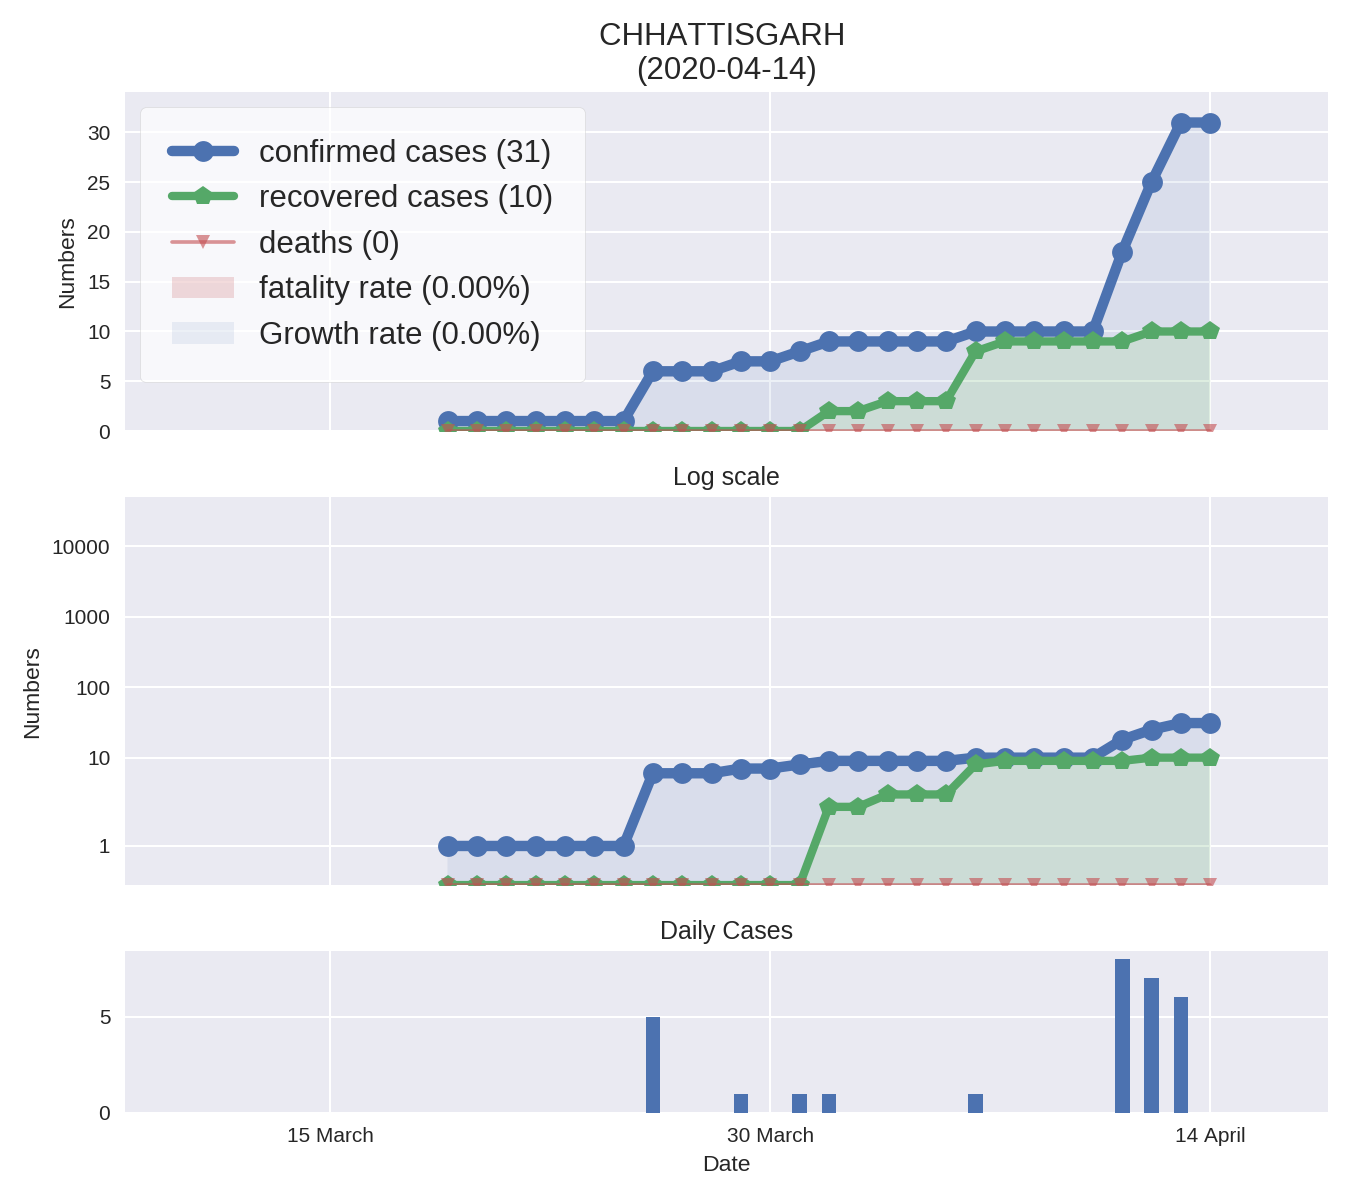 CHHATTISGARH
(2020-04-14)
Numbers
30
25
20
15
10
5
0
confirmed cases (31)
recovered cases (10)
deaths (0)
fatality rate (0.00%)
Growth rate (0.00%)
Log scale
Numbers
10000
1000
100
10
1
Daily Cases
5
0
15 March
30 March
14 April
Date